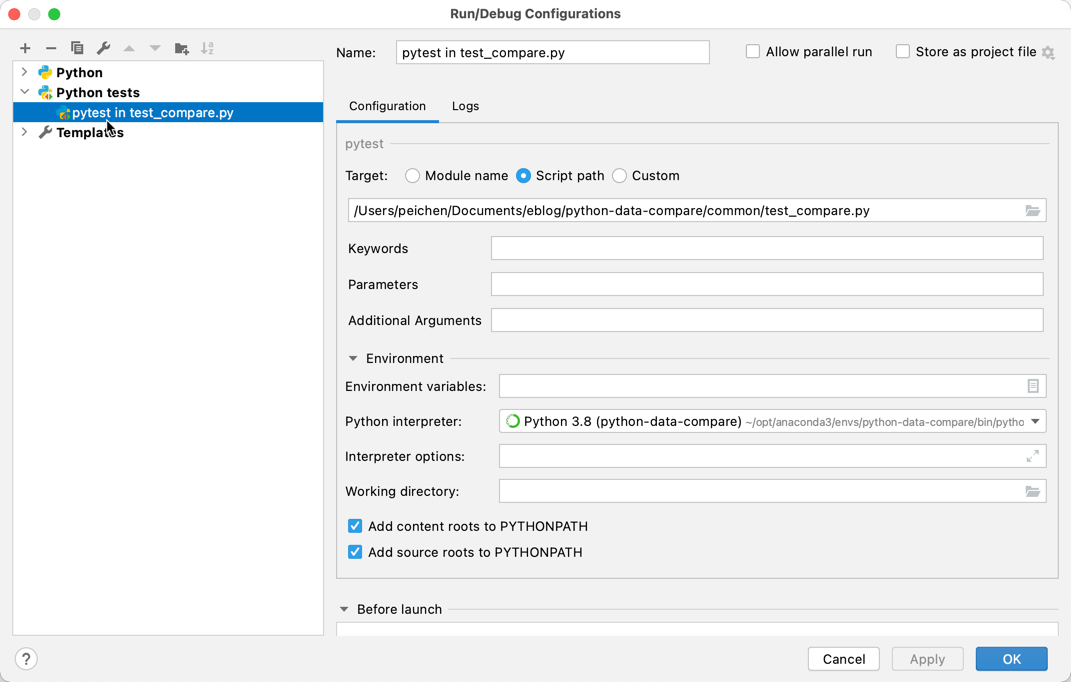 Run/Debug Configurations
Name: pytest in test_compare.py
Allow parallel run
Store as project file
Python
Python tests
pytest in test_compare.py
Templates
Configuration Logs
pytest
Target: Module name Script path Custom
/Users/peichen/Documents/eblog/python-data-compare/common/test_compare.py
Keywords
Parameters
Additional Arguments
Environment
Environment variables:
Python interpreter: Python 3.8 (python-data-compare) ~/opt/anaconda3/envs/python-data-compare/bin/pytho
Interpreter options:
Working directory:
Add content roots to PYTHONPATH
Add source roots to PYTHONPATH
Before launch
? Cancel Apply OK